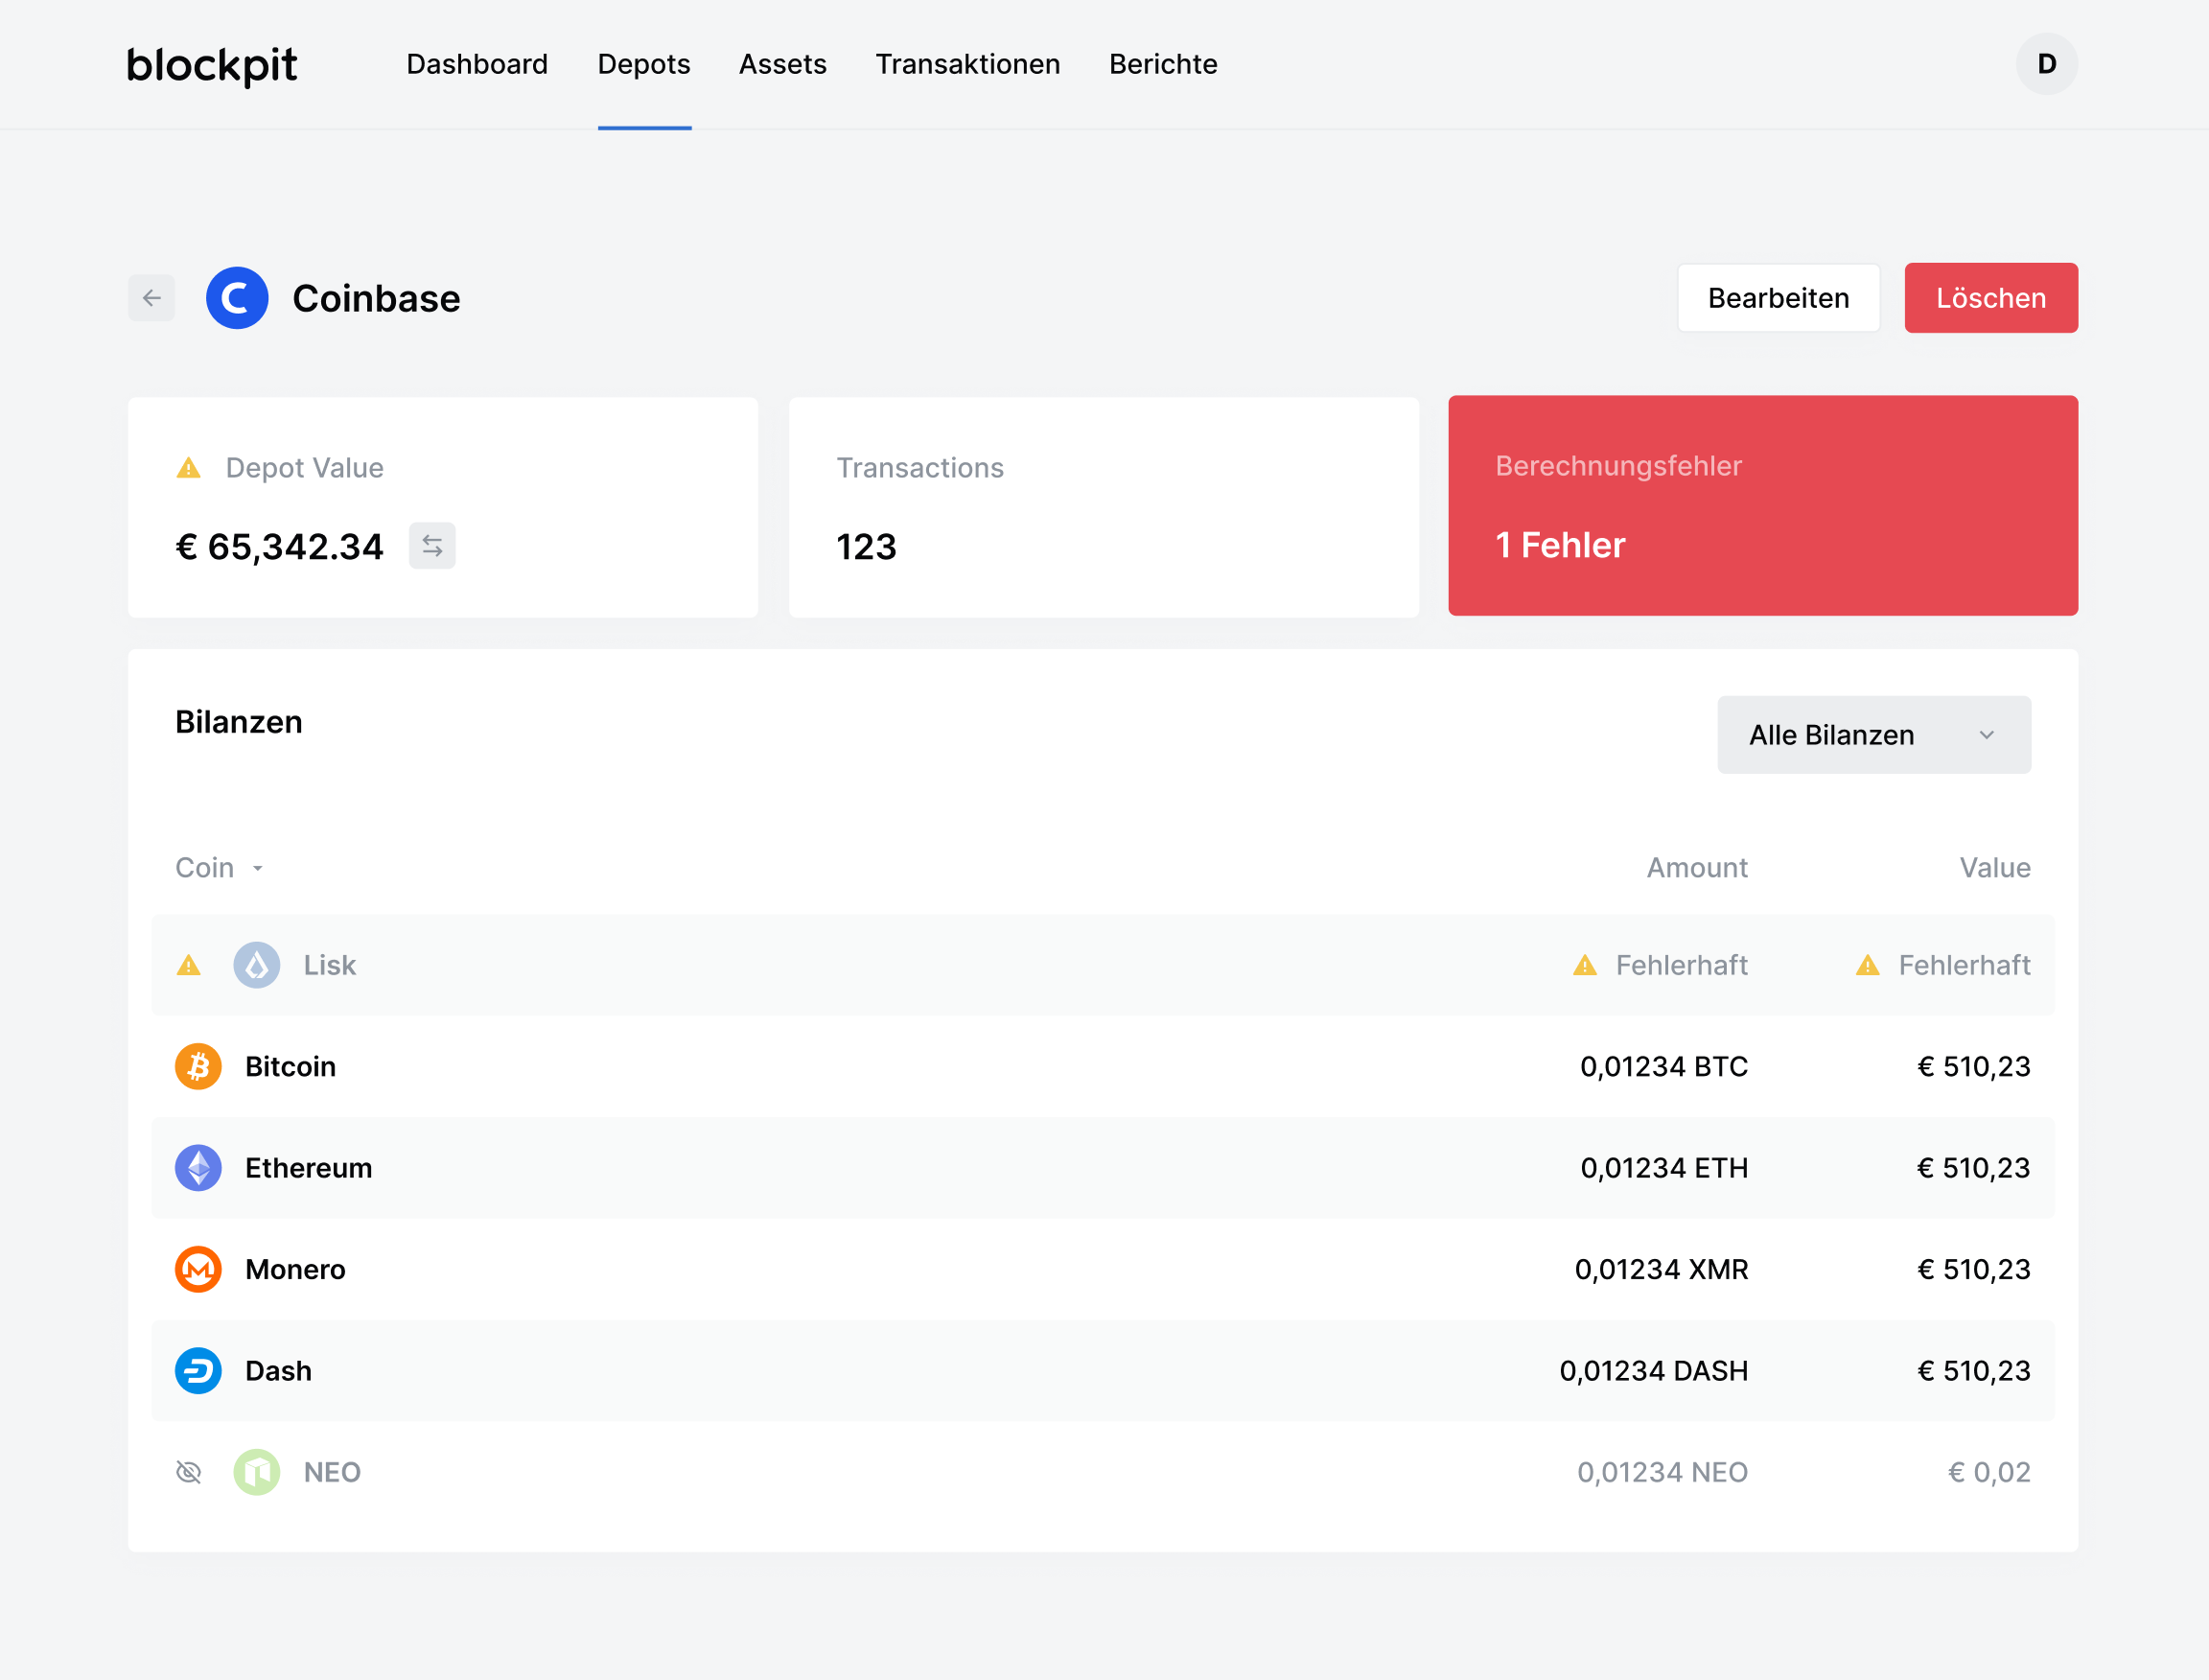 blockpit Dashboard Depots Assets Transaktionen Berichte D
Coinbase Bearbeiten Löschen
Depot Value
€ 65,342.34
Transactions
123
Berechnungsfehler
1 Fehler
Bilanzen Alle Bilanzen
Coin Amount Value
Lisk Fehlerhaft Fehlerhaft
Bitcoin 0,01234 BTC € 510,23
Ethereum 0,01234 ETH € 510,23
Monero 0,01234 XMR € 510,23
Dash 0,01234 DASH € 510,23
NEO 0,01234 NEO € 0,02